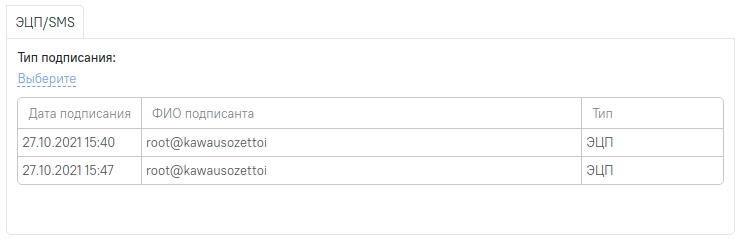 ЭЦП/SMS
Тип подписания:
Выберите
Дата подписания ФИО подписанта Тип
27.10.2021 15:40 root@kawausozettoi ЭЦП
27.10.2021 15:47 root@kawausozettoi ЭЦП